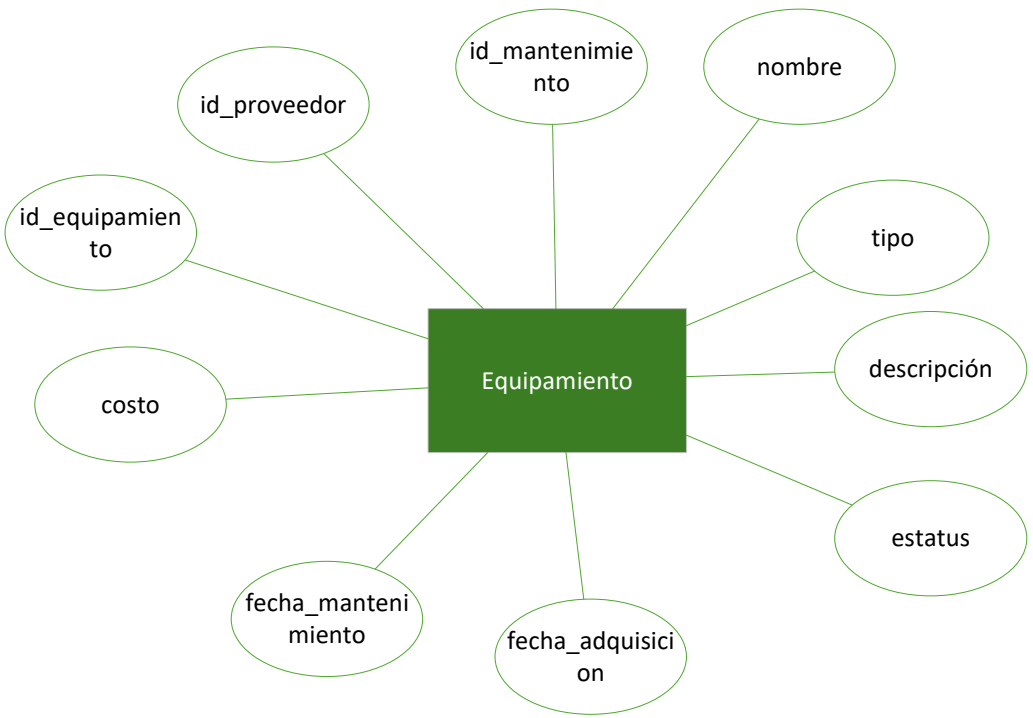 id_mantenimie
nto
nombre
id_proveedor
id_equipamien
to
tipo
descripción
Equipamiento
costo
estatus
fecha_manteni
miento
fecha_adquisici
on